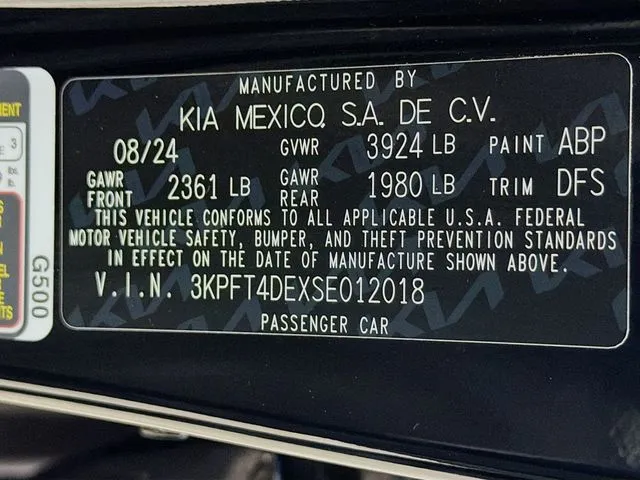 MANUFACTURED BY
KIA MEXICO, S.A. DE C.V.
08/24 GVWR 3924 LB PAINT ABP
GAWR FRONT 2361 LB GAWR REAR 1980 LB TRIM DFS
THIS VEHICLE CONFORMS TO ALL APPLICABLE U.S.A. FEDERAL
MOTOR VEHICLE SAFETY, BUMPER, AND THEFT PREVENTION STANDARDS
IN EFFECT ON THE DATE OF MANUFACTURE SHOWN ABOVE.
V.I.N. 3KPFT4DEXSE012018
PASSENGER CAR
G500
3